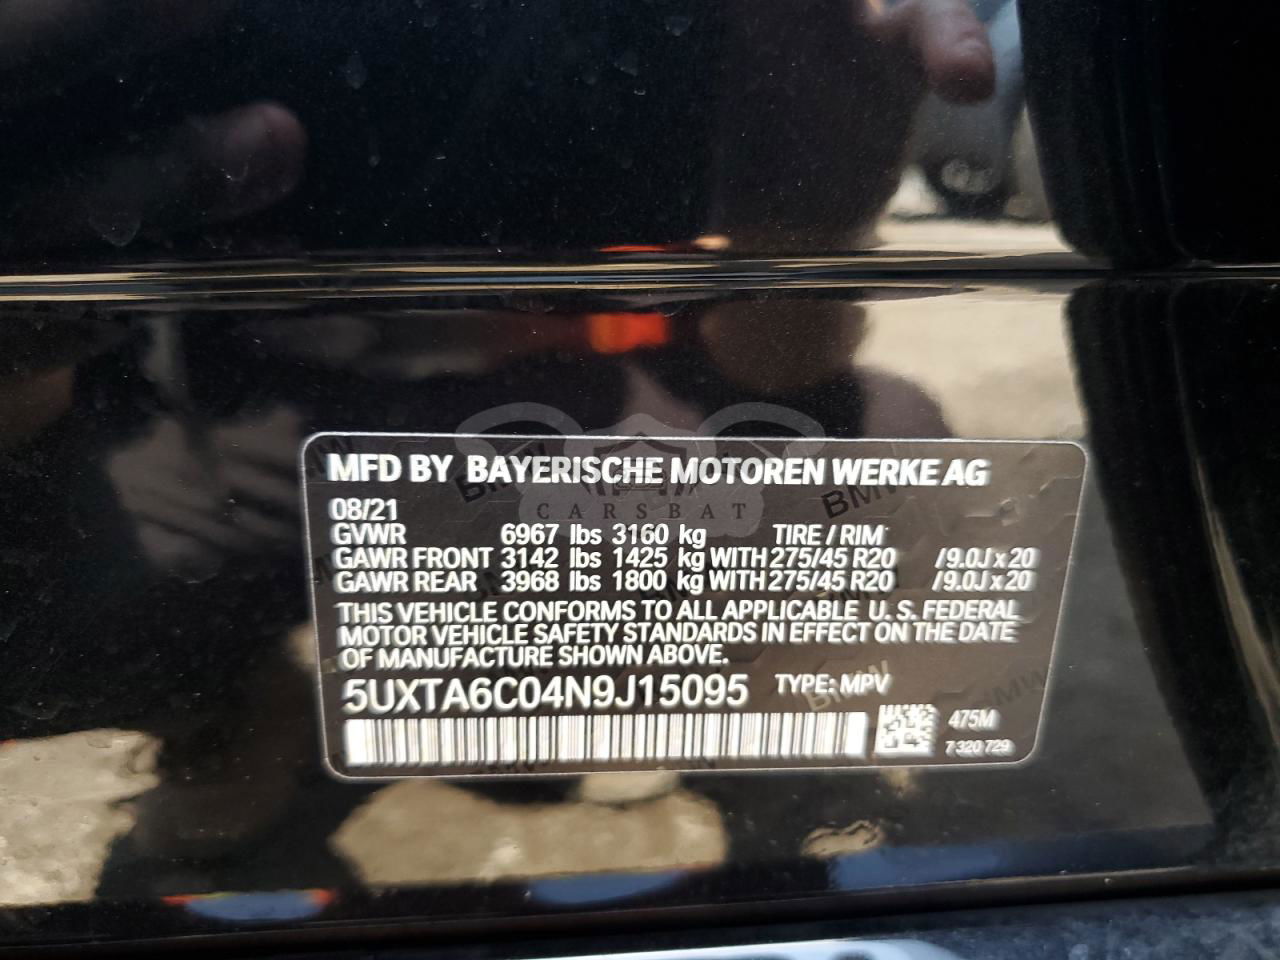 MFD BY BAYERISCHE MOTOREN WERKE AG
CARSBAT
08/21
GVWR 6967 lbs 3160 kg TIRE / RIM
GAWR FRONT 3142 lbs 1425 kg WITH 275/45 R20 / 9.0J x 20
GAWR REAR 3968 lbs 1800 kg WITH 275/45 R20 / 9.0J x 20
THIS VEHICLE CONFORMS TO ALL APPLICABLE U. S. FEDERAL
MOTOR VEHICLE SAFETY STANDARDS IN EFFECT ON THE DATE
OF MANUFACTURE SHOWN ABOVE.
5UXTA6C04N9J15095 TYPE: MPV
475M
7 320 729